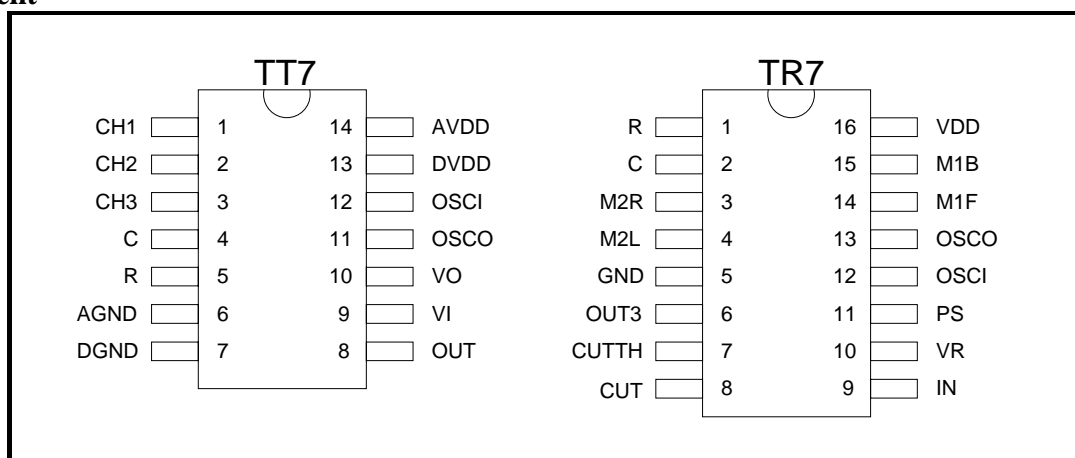 TT7
CH1 1 14 AVDD
CH2 2 13 DVDD
CH3 3 12 OSCI
C 4 11 OSCO
R 5 10 VO
AGND 6 9 VI
DGND 7 8 OUT
TR7
R 1 16 VDD
C 2 15 M1B
M2R 3 14 M1F
M2L 4 13 OSCO
GND 5 12 OSCI
OUT3 6 11 PS
CUTTH 7 10 VR
CUT 8 9 IN